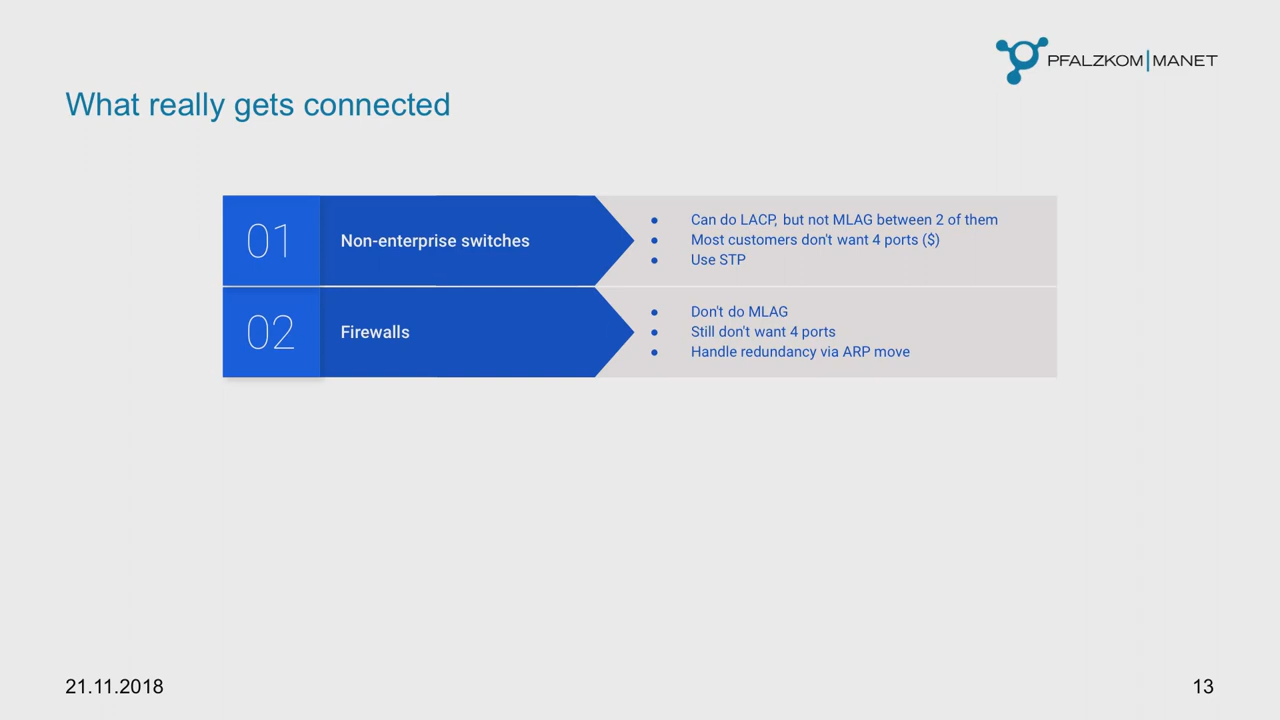 PFALZKOM|MANET
What really gets connected
01
Non-enterprise switches
● Can do LACP, but not MLAG between 2 of them
● Most customers don't want 4 ports ($)
● Use STP
02
Firewalls
● Don't do MLAG
● Still don't want 4 ports
● Handle redundancy via ARP move
21.11.2018
13